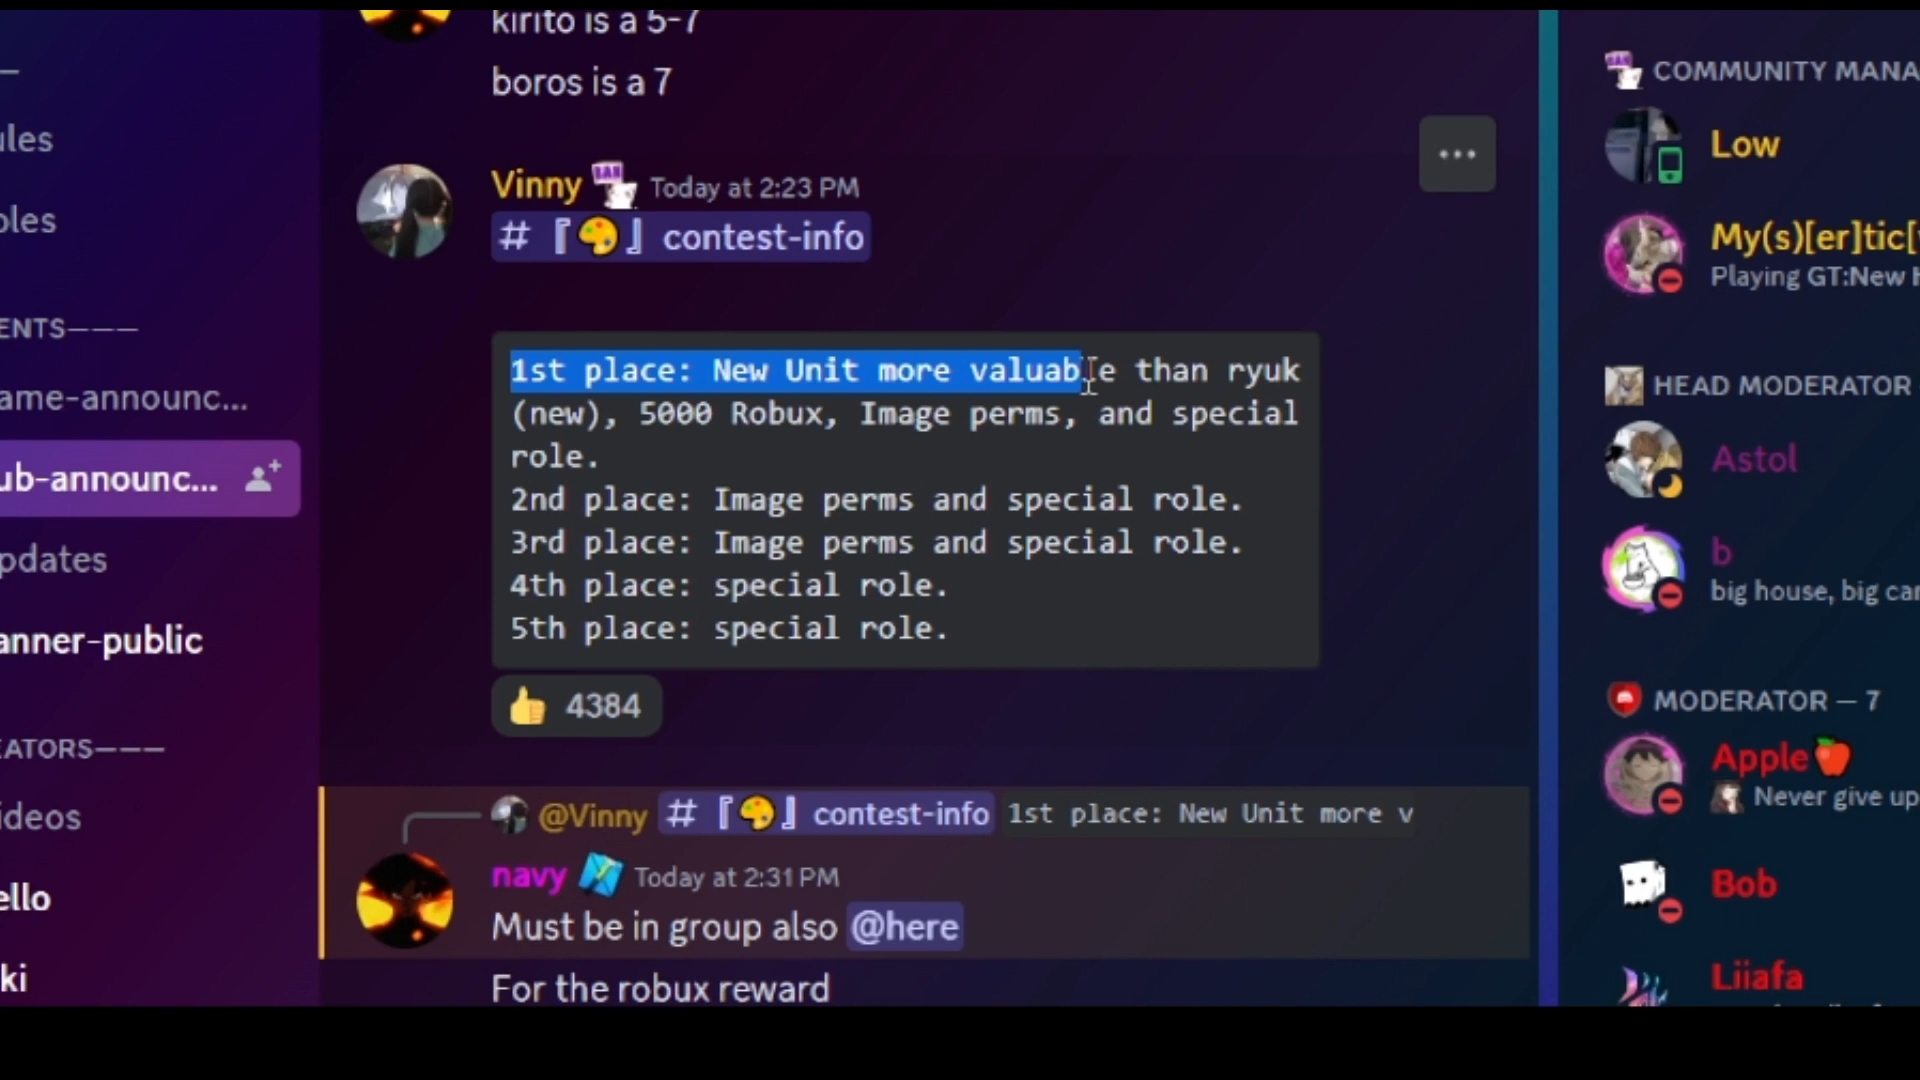 ules
oles
ENTS———
ame-announc...
ub-announc...
pdates
anner-public
EATORS———
ideos
ello
ki
kirito is a 5-7
boros is a 7
Vinny BAN Today at 2:23 PM
# 『🎨』 contest-info
1st place: New Unit more valuable than ryuk
(new), 5000 Robux, Image perms, and special
role.
2nd place: Image perms and special role.
3rd place: Image perms and special role.
4th place: special role.
5th place: special role.
👍 4384
@Vinny # 『🎨』 contest-info 1st place: New Unit more v
navy Today at 2:31 PM
Must be in group also @here
For the robux reward
COMMUNITY MANA
Low
My(s)[er]tic[
Playing GT:New H
HEAD MODERATOR
Astol
b
big house, big car
MODERATOR — 7
Apple🍎
Never give up
Bob
Liiafa